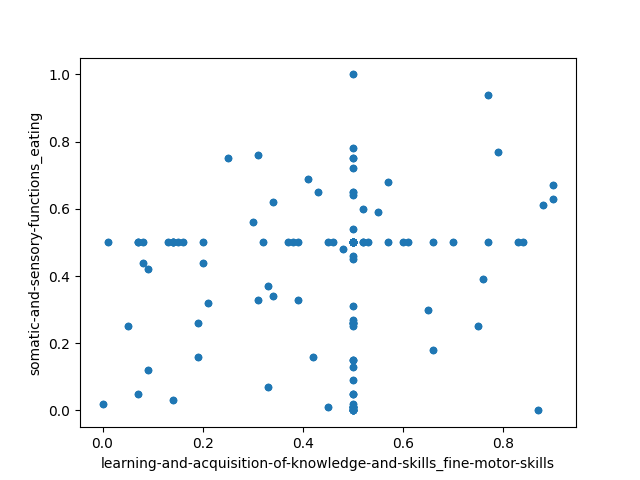 1.0
0.8
0.6
0.4
0.2
0.0
somatic-and-sensory-functions_eating
0.0 0.2 0.4 0.6 0.8
learning-and-acquisition-of-knowledge-and-skills_fine-motor-skills